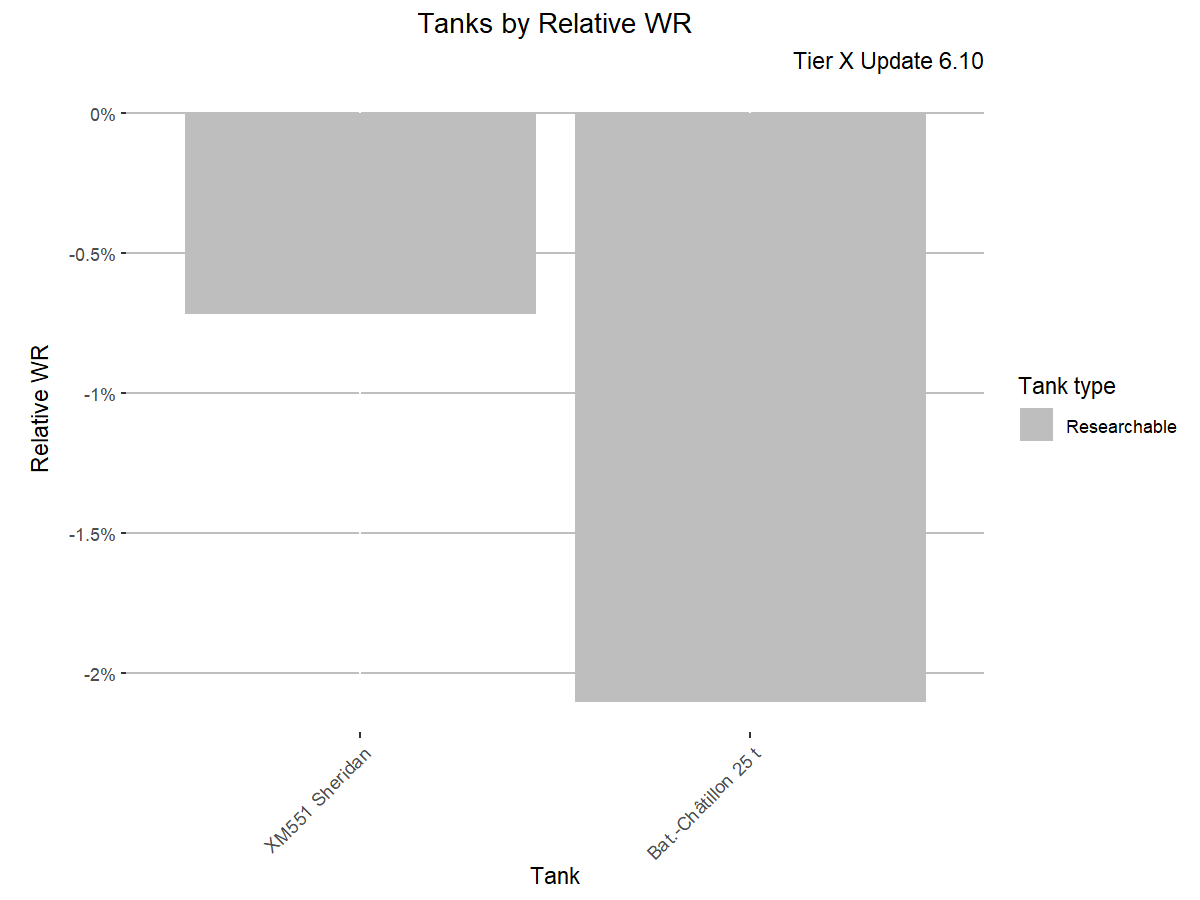 Tanks by Relative WR
Tier X Update 6.10
0%
-0.5%
-1%
-1.5%
-2%
Relative WR
XM551 Sheridan
Bat.-Châtillon 25 t
Tank
Tank type
Researchable